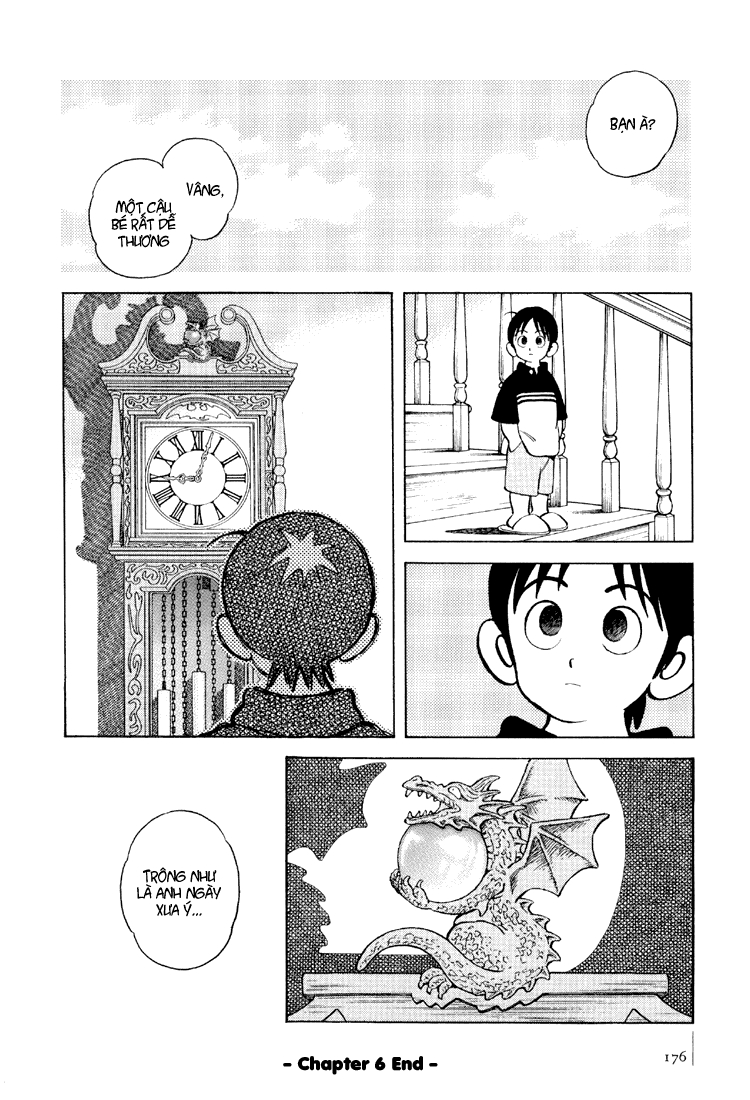 BẠN À?
VÂNG,
MỘT CẬU
BÉ RẤT DỄ
THƯƠNG
TRÔNG NHƯ
LÀ ANH NGÀY
XƯA Ý...
176
- Chapter 6 End -